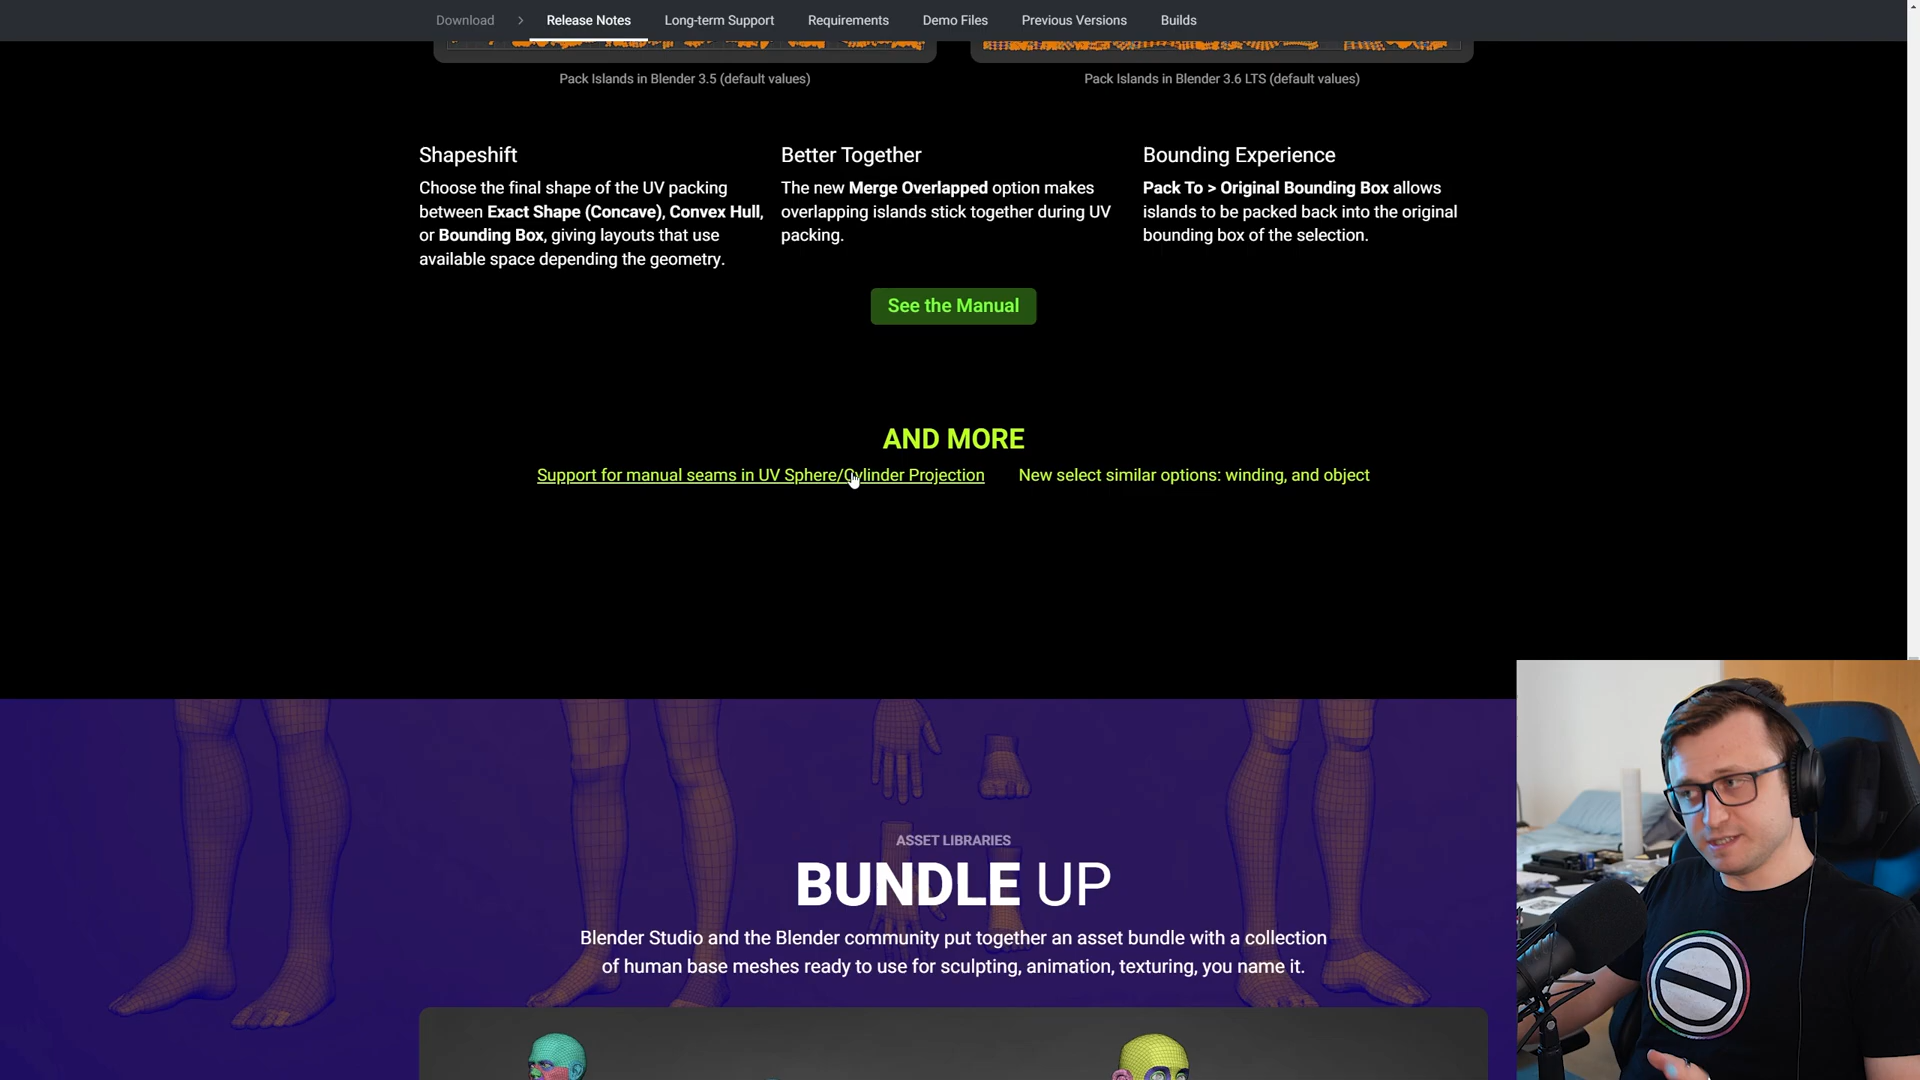 Download > Release Notes Long-term Support Requirements Demo Files Previous Versions Builds
Pack Islands in Blender 3.5 (default values)
Pack Islands in Blender 3.6 LTS (default values)
Shapeshift
Choose the final shape of the UV packing
between Exact Shape (Concave), Convex Hull,
or Bounding Box, giving layouts that use
available space depending the geometry.
Better Together
The new Merge Overlapped option makes
overlapping islands stick together during UV
packing.
Bounding Experience
Pack To > Original Bounding Box allows
islands to be packed back into the original
bounding box of the selection.
See the Manual
AND MORE
Support for manual seams in UV Sphere/Cylinder Projection
New select similar options: winding, and object
ASSET LIBRARIES
BUNDLE UP
Blender Studio and the Blender community put together an asset bundle with a collection
of human base meshes ready to use for sculpting, animation, texturing, you name it.